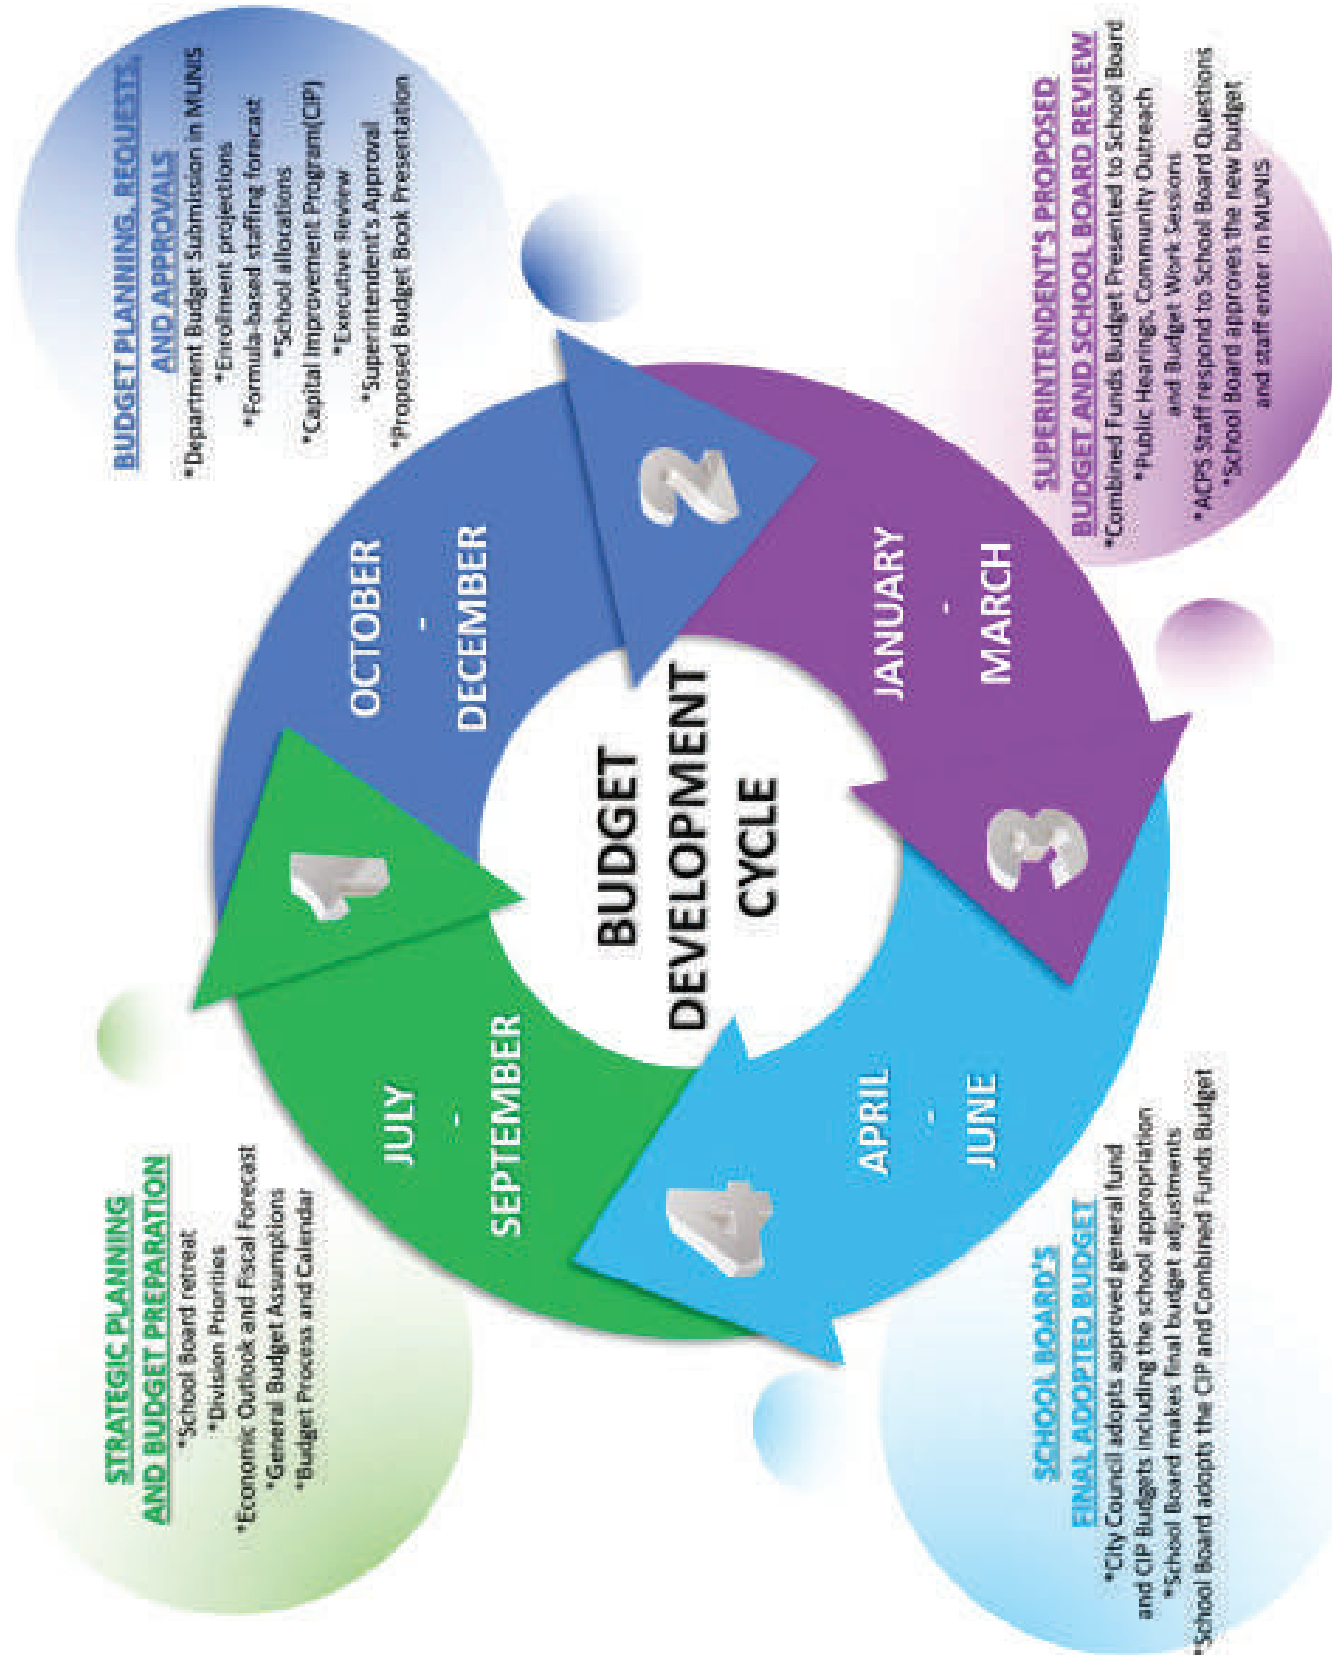 STRATEGIC PLANNING
AND BUDGET PREPARATION
*School Board retreat
*Division Priorities
*Economic Outlook and Fiscal Forecast
*General Budget Assumptions
*Budget Process and Calendar
BUDGET PLANNING, REQUESTS,
AND APPROVALS
*Department Budget Submission in MUNIS
*Enrollment projections
*Formula-based staffing forecast
*School allocations
*Capital Improvement Program(CIP)
*Executive Review
*Superintendent's Approval
*Proposed Budget Book Presentation
1
JULY
-
SEPTEMBER
OCTOBER
-
DECEMBER
BUDGET
DEVELOPMENT
CYCLE
2
4
APRIL
-
JUNE
JANUARY
-
MARCH
3
SCHOOL BOARD'S
FINAL ADOPTED BUDGET
*City Council adopts approved general fund
and CIP Budgets including the school appropriation
*School Board makes final budget adjustments
*School Board adopts the CIP and Combined Funds Budget
SUPERINTENDENT'S PROPOSED
BUDGET AND SCHOOL BOARD REVIEW
*Combined Funds Budget Presented to School Board
*Public Hearings, Community Outreach
and Budget Work Sessions
*ACPS Staff respond to School Board Questions
*School Board approves the new budget
and staff enter in MUNIS